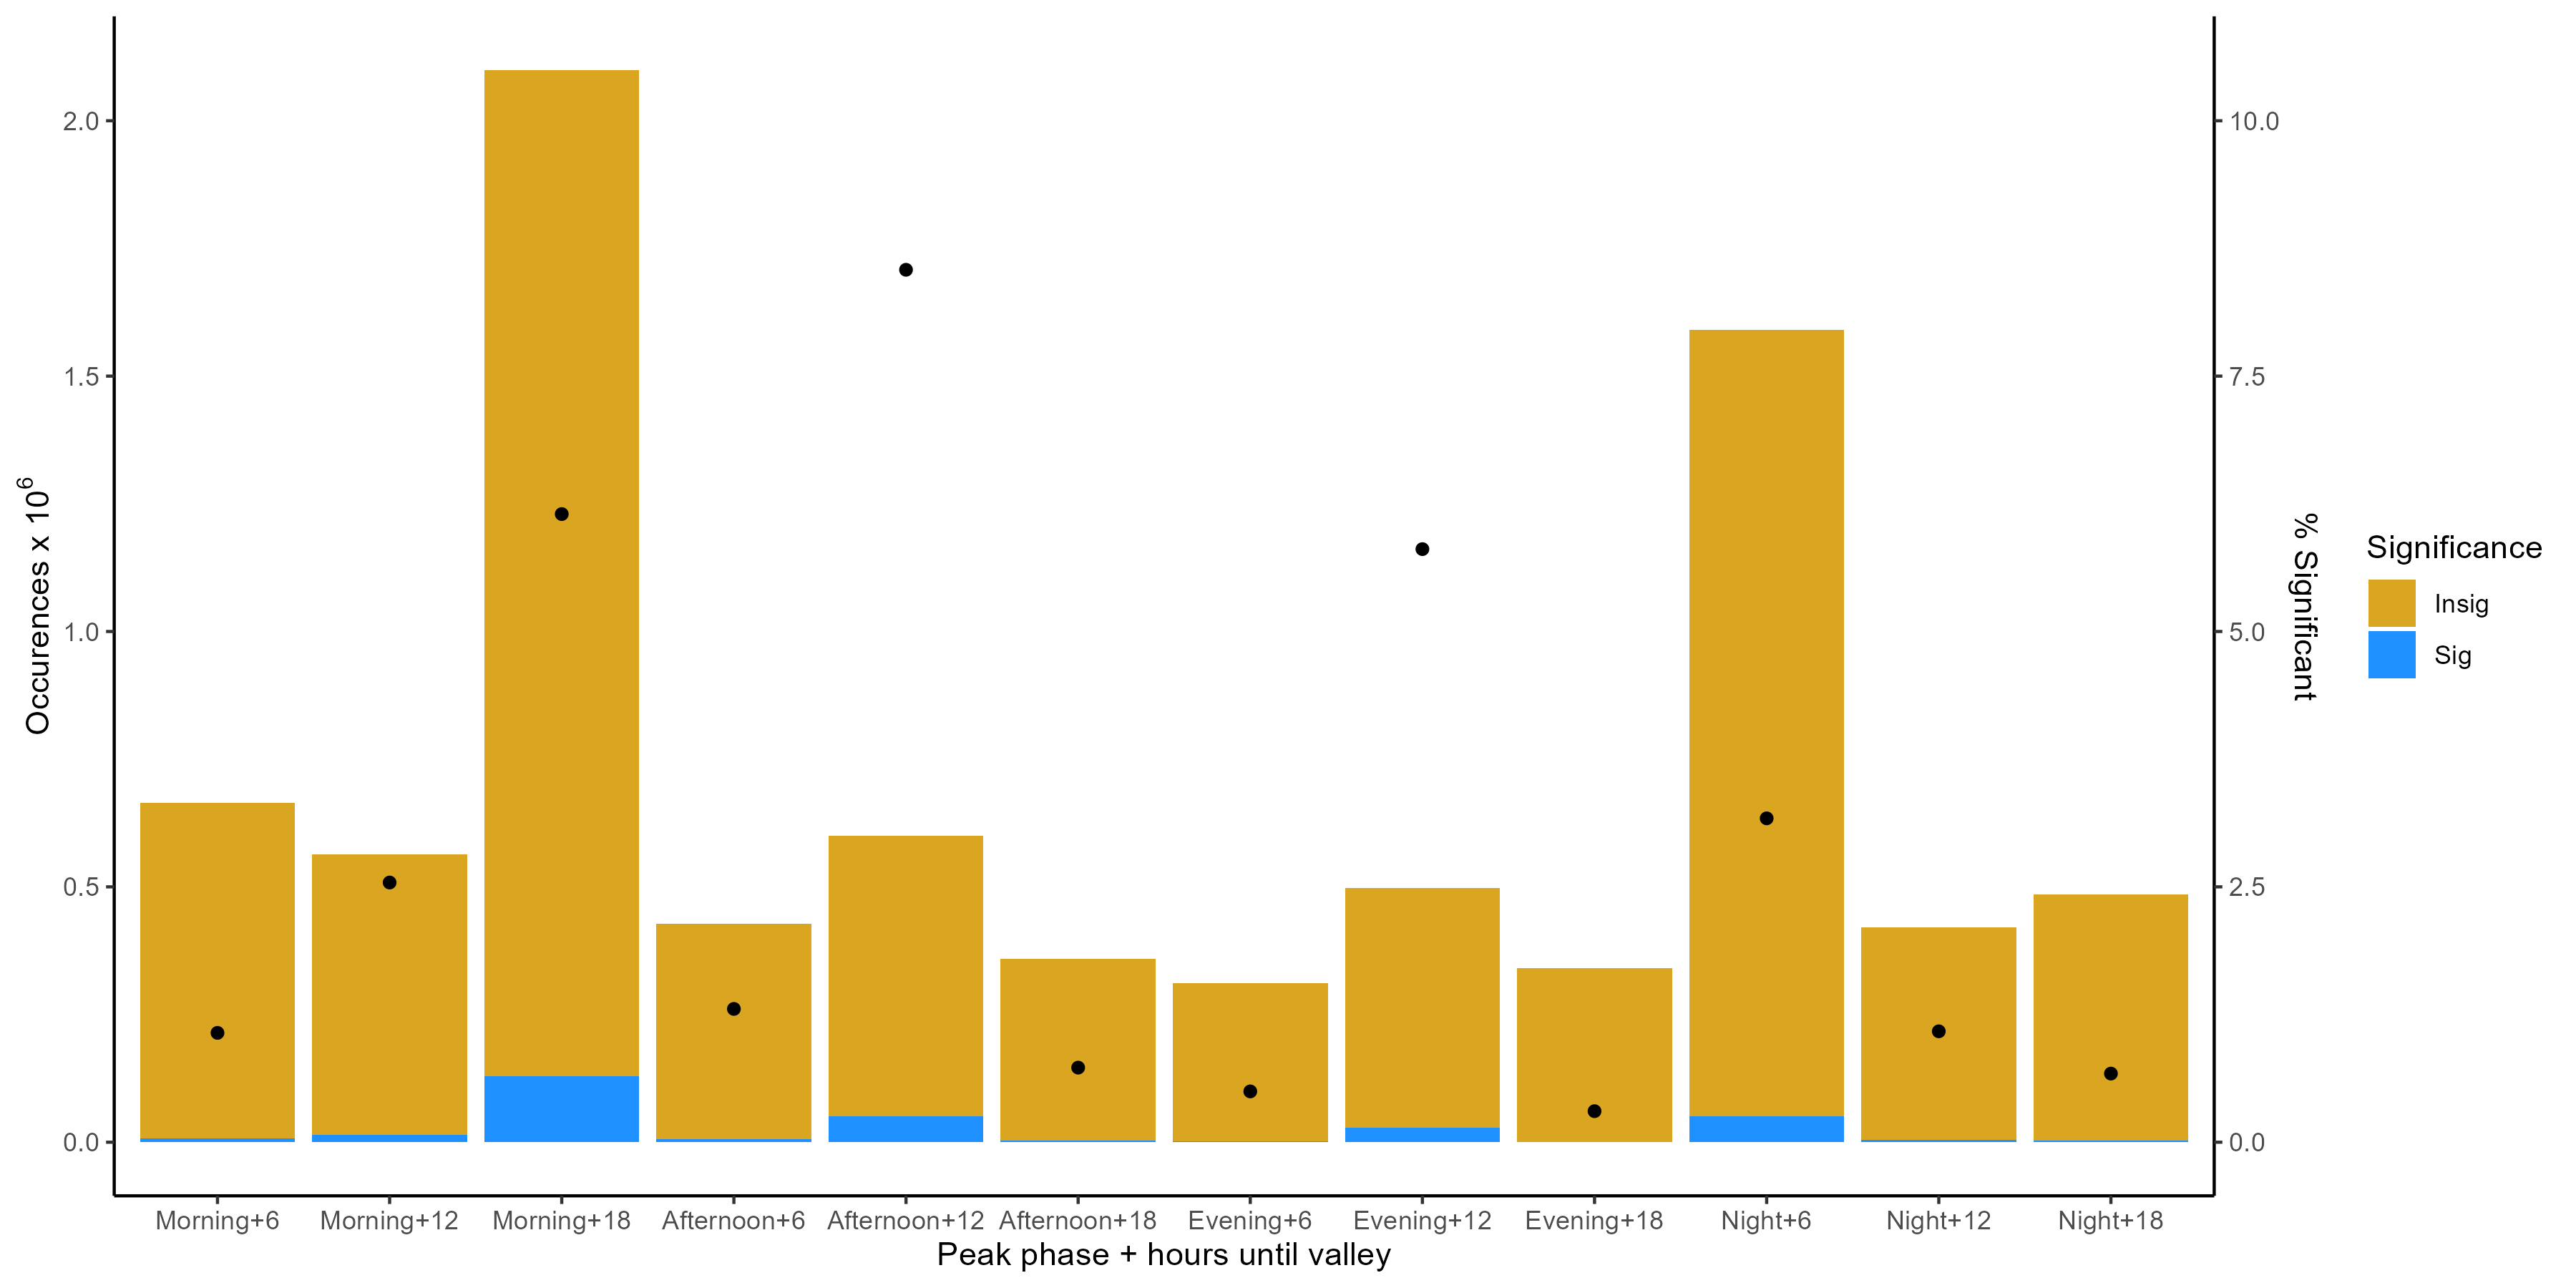 Occurences x 10⁶
2.0
1.5
1.0
0.5
0.0
10.0
7.5
5.0
2.5
0.0
% Significant
Significance
Insig
Sig
Morning+6 Morning+12 Morning+18 Afternoon+6 Afternoon+12 Afternoon+18 Evening+6 Evening+12 Evening+18 Night+6 Night+12 Night+18
Peak phase + hours until valley